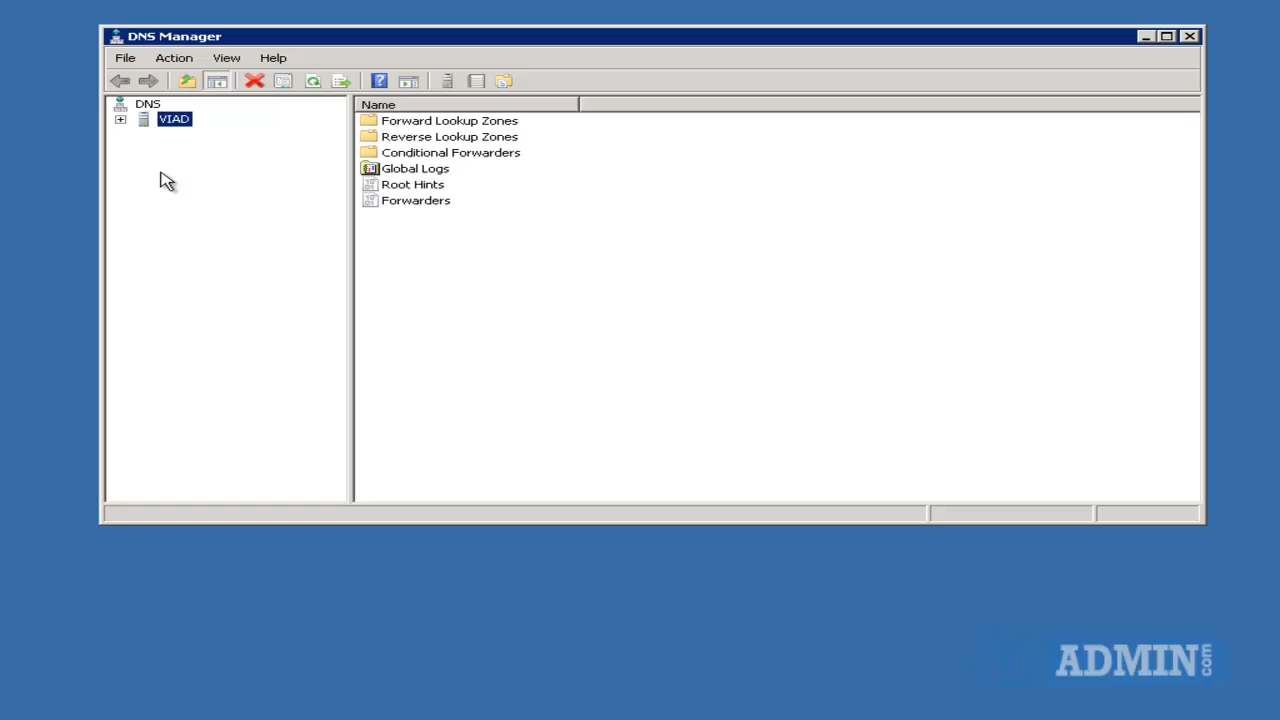 DNS Manager
File Action View Help
DNS
VIAD
Name
Forward Lookup Zones
Reverse Lookup Zones
Conditional Forwarders
Global Logs
Root Hints
Forwarders
ADMIN.com